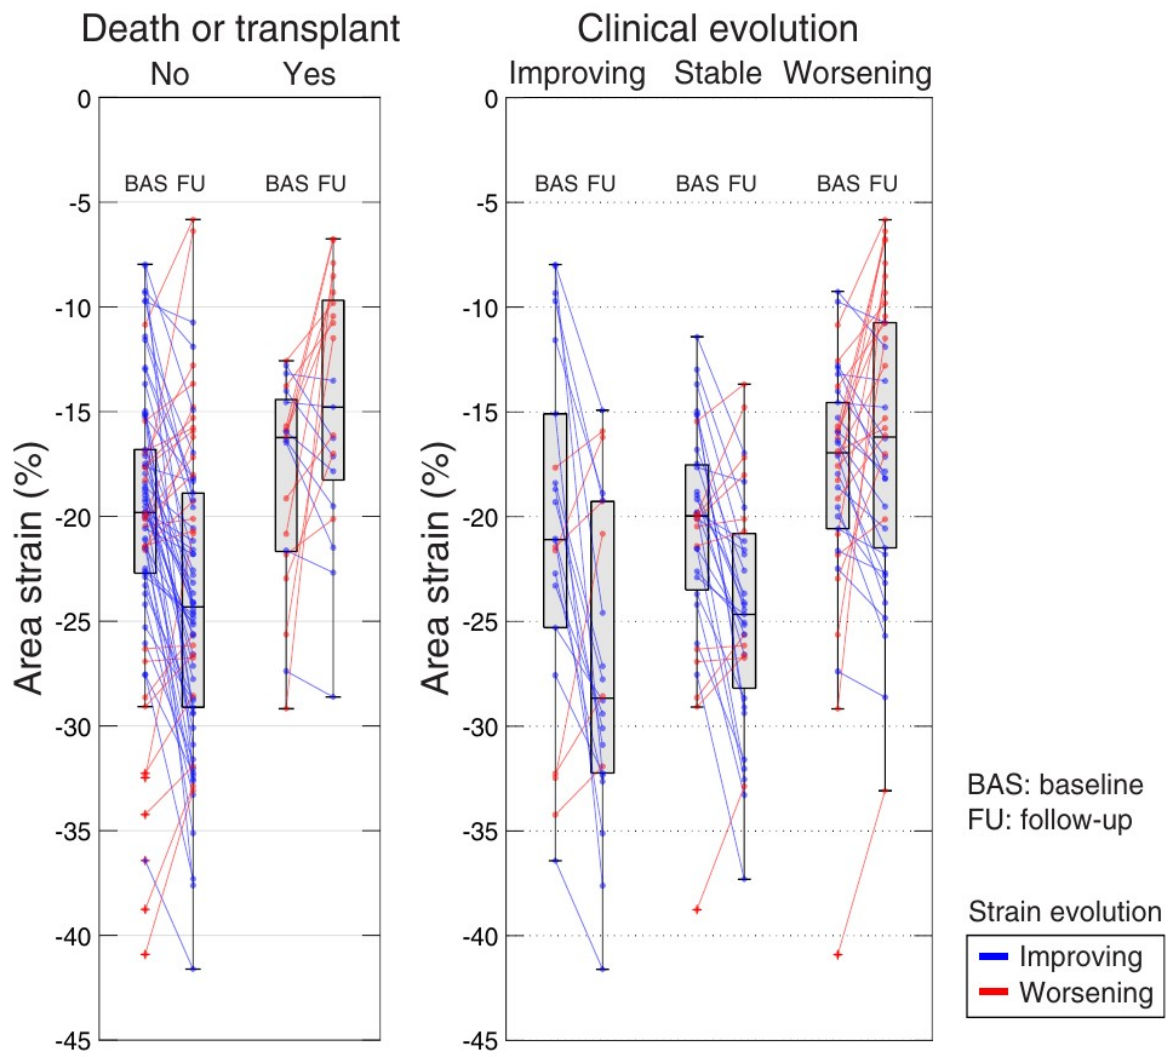 Death or transplant
No Yes
Clinical evolution
Improving Stable Worsening
Area strain (%)
0
-5
-10
-15
-20
-25
-30
-35
-40
-45
BAS FU BAS FU
Area strain (%)
0
-5
-10
-15
-20
-25
-30
-35
-40
-45
BAS FU BAS FU BAS FU
BAS: baseline
FU: follow-up
Strain evolution
Improving
Worsening